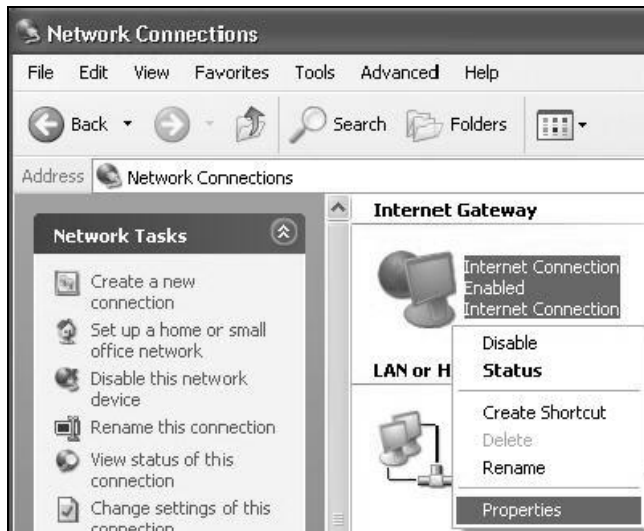 Network Connections
File Edit View Favorites Tools Advanced Help
Back Search Folders
Address Network Connections
Network Tasks
Create a new
connection
Set up a home or small
office network
Disable this network
device
Rename this connection
View status of this
connection
Change settings of this
connection
Internet Gateway
Internet Connection
Enabled
Internet Connection
LAN or H
Disable
Status
Create Shortcut
Delete
Rename
Properties